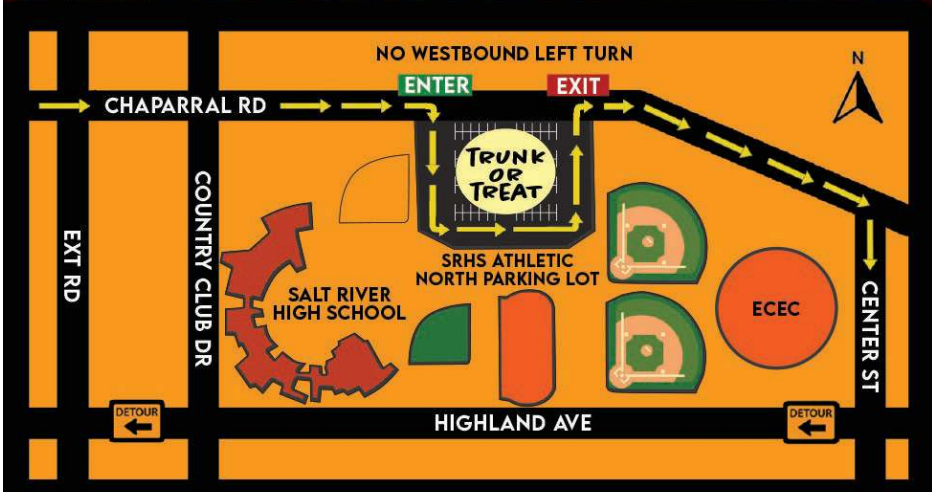 NO WESTBOUND LEFT TURN
N
ENTER
EXIT
CHAPARRAL RD
TRUNK
OR
TREAT
COUNTRY CLUB DR
EXT RD
SRHS ATHLETIC
NORTH PARKING LOT
SALT RIVER
HIGH SCHOOL
ECEC
CENTER ST
DETOUR
HIGHLAND AVE
DETOUR